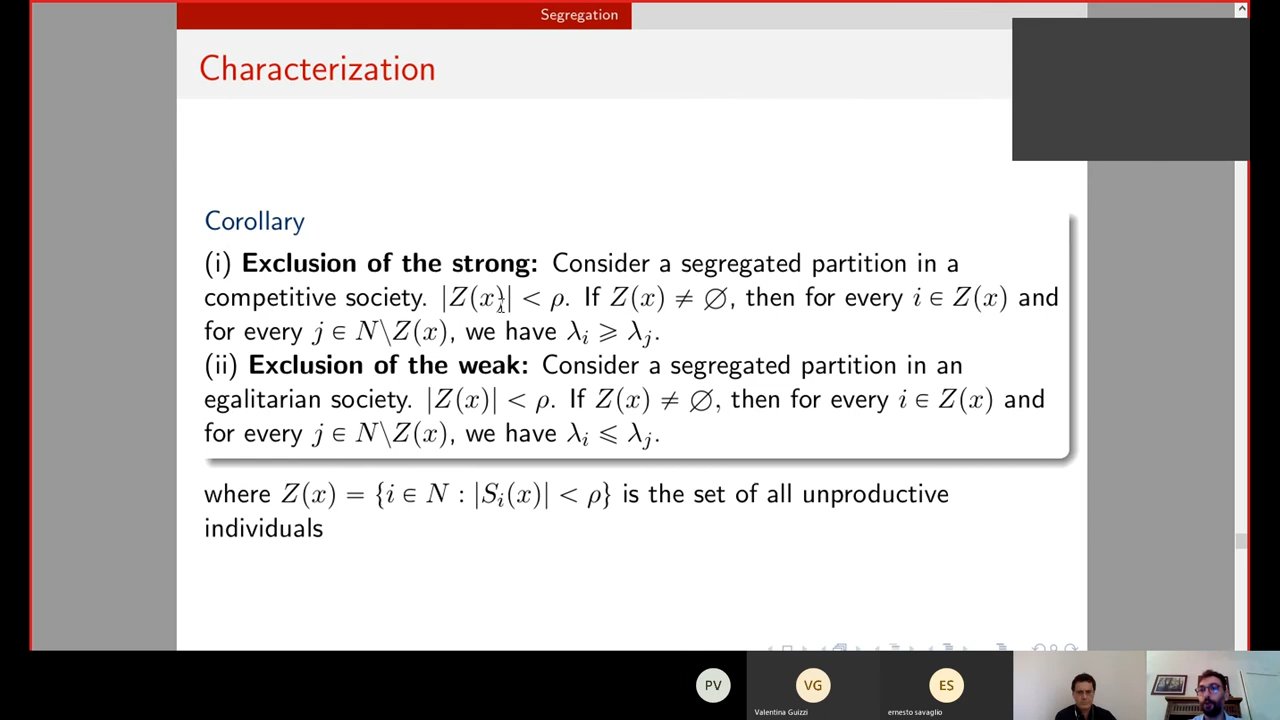 Segregation
Characterization
Corollary
(i) Exclusion of the strong: Consider a segregated partition in a
competitive society. |Z(x)| < ρ. If Z(x) ≠ ∅, then for every i ∈ Z(x) and
for every j ∈ N\Z(x), we have λᵢ ⩾ λⱼ.
(ii) Exclusion of the weak: Consider a segregated partition in an
egalitarian society. |Z(x)| < ρ. If Z(x) ≠ ∅, then for every i ∈ Z(x) and
for every j ∈ N\Z(x), we have λᵢ ⩽ λⱼ.
where Z(x) = {i ∈ N : |Sᵢ(x)| < ρ} is the set of all unproductive
individuals
PV
VG
ES
Valentina Guizzi
ernesto savaglio